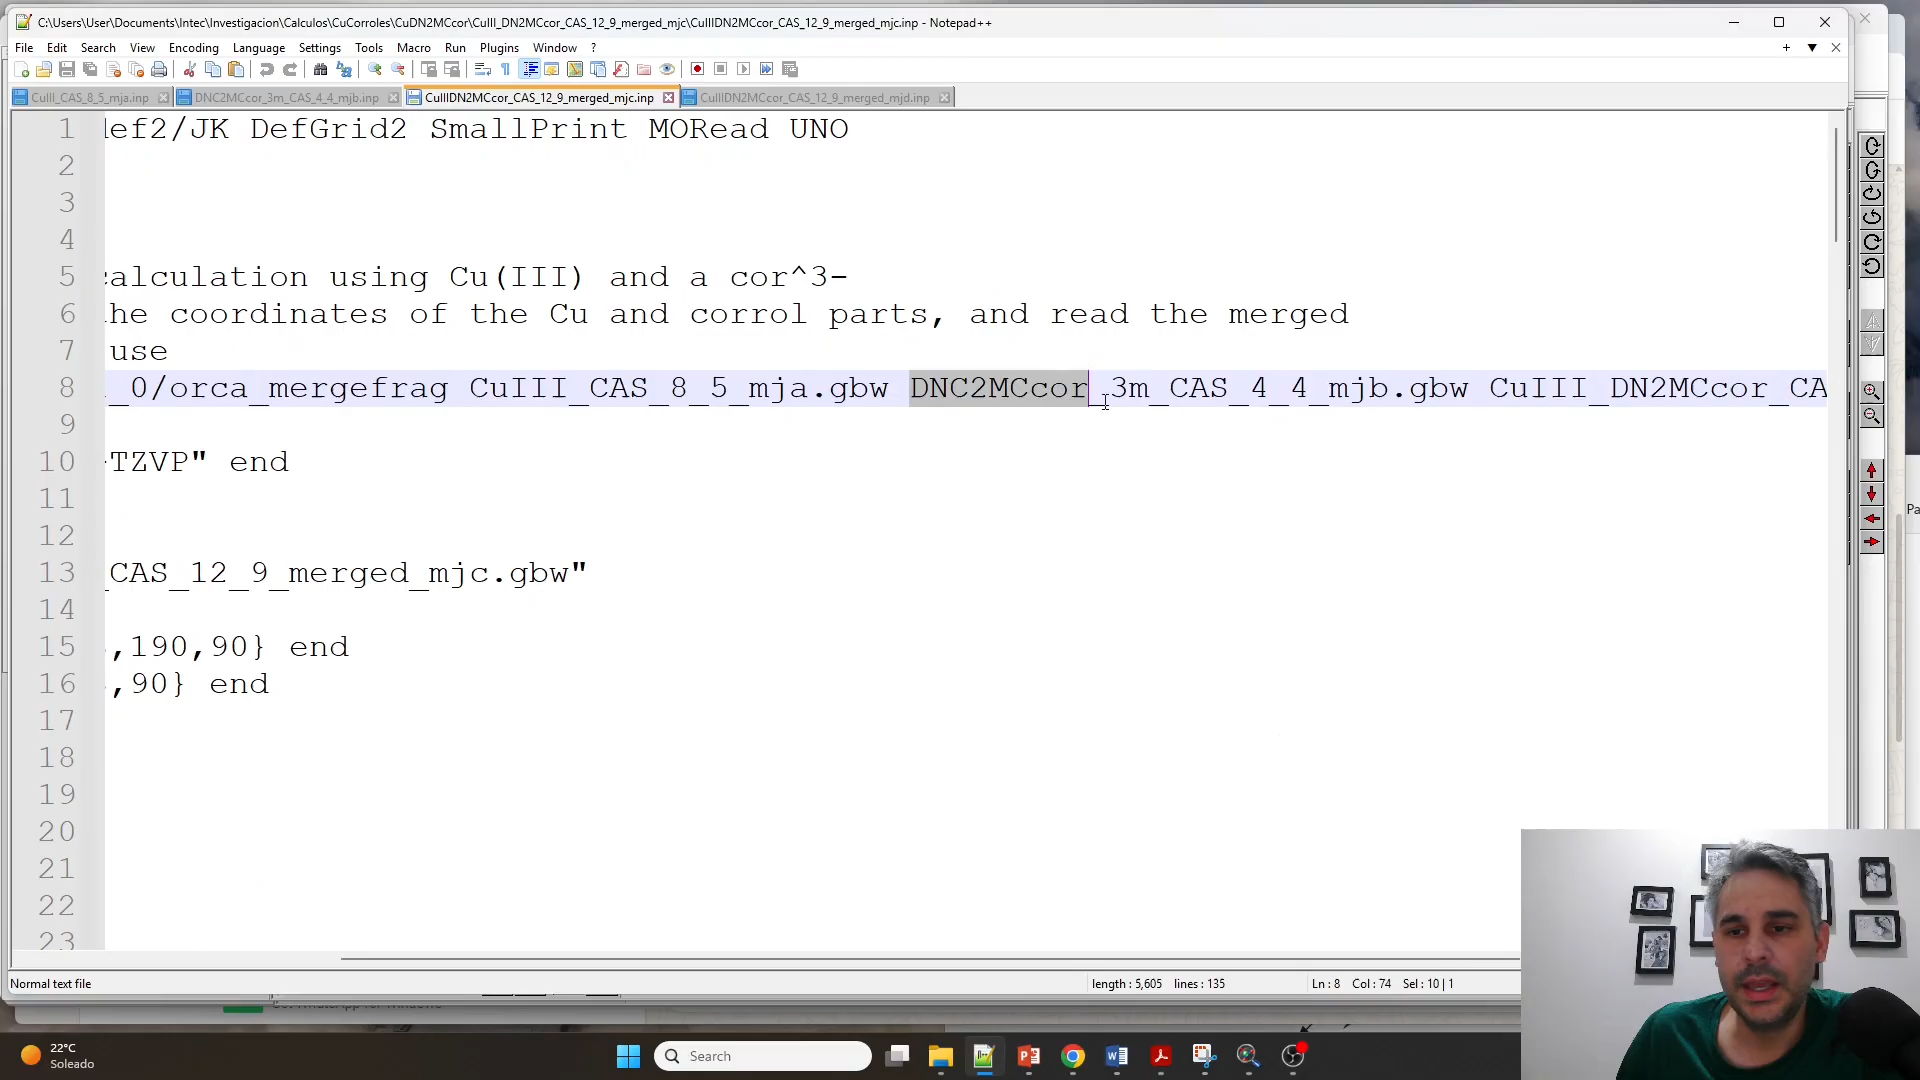 C:\Users\User\Documents\Intec\Investigacion\Calculos\CuCorroles\CuDN2MCcor\CuIII_DN2MCcor_CAS_12_9_merged_mjc\CuIIIDN2MCcor_CAS_12_9_merged_mjc.inp - Notepad++
File Edit Search View Encoding Language Settings Tools Macro Run Plugins Window ?
CuIII_CAS_8_5_mja.inp DNC2MCcor_3m_CAS_4_4_mjb.inp CuIIIDN2MCcor_CAS_12_9_merged_mjc.inp CuIIIDN2MCcor_CAS_12_9_merged_mjd.inp
1 def2/JK DefGrid2 SmallPrint MORead UNO
2
3
4
5 calculation using Cu(III) and a cor^3-
6 the coordinates of the Cu and corrol parts, and read the merged
7 use
8 _0/orca_mergefrag CuIII_CAS_8_5_mja.gbw DNC2MCcor_3m_CAS_4_4_mjb.gbw CuIII_DN2MCcor_CA
9
10 -TZVP" end
11
12
13 _CAS_12_9_merged_mjc.gbw"
14
15 ,190,90} end
16 ,90} end
17
18
19
20
21
22
23
Pa
Normal text file length : 5,605 lines : 135 Ln : 8 Col : 74 Sel : 10 | 1
22°C
Soleado
Search